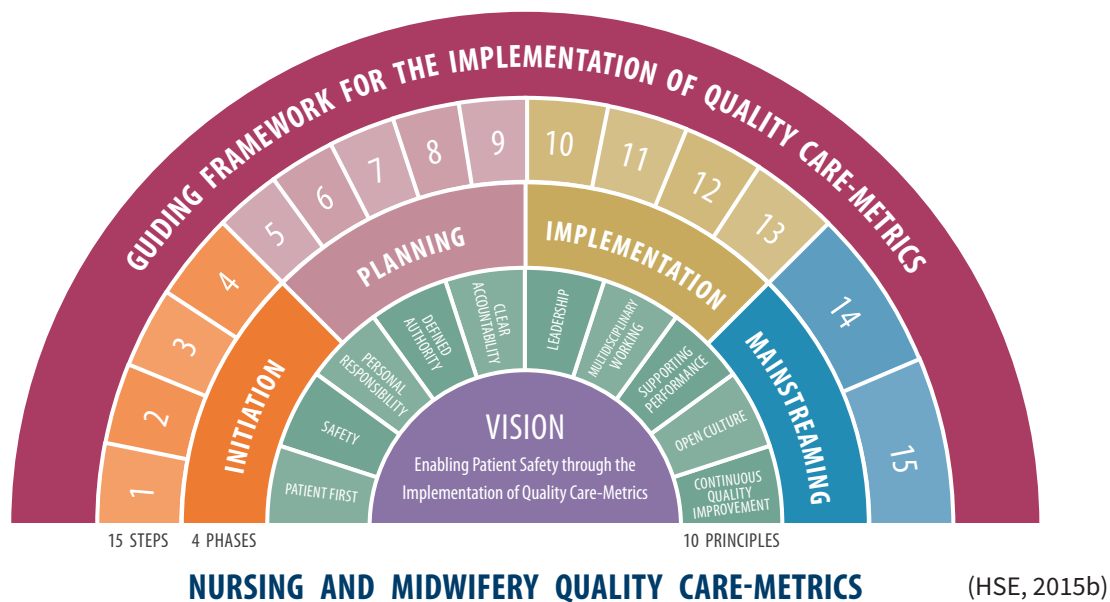 GUIDING FRAMEWORK FOR THE IMPLEMENTATION OF QUALITY CARE-METRICS
1
2
3
4
5
6
7
8
9
10
11
12
13
14
15
INITIATION
PLANNING
IMPLEMENTATION
MAINSTREAMING
PATIENT FIRST
SAFETY
PERSONAL
RESPONSIBILITY
DEFINED
AUTHORITY
CLEAR
ACCOUNTABILITY
LEADERSHIP
MULTIDISCIPLINARY
WORKING
SUPPORTING
PERFORMANCE
OPEN CULTURE
CONTINUOUS
QUALITY
IMPROVEMENT
VISION
Enabling Patient Safety through the
Implementation of Quality Care-Metrics
15 STEPS 4 PHASES 10 PRINCIPLES
NURSING AND MIDWIFERY QUALITY CARE-METRICS (HSE, 2015b)